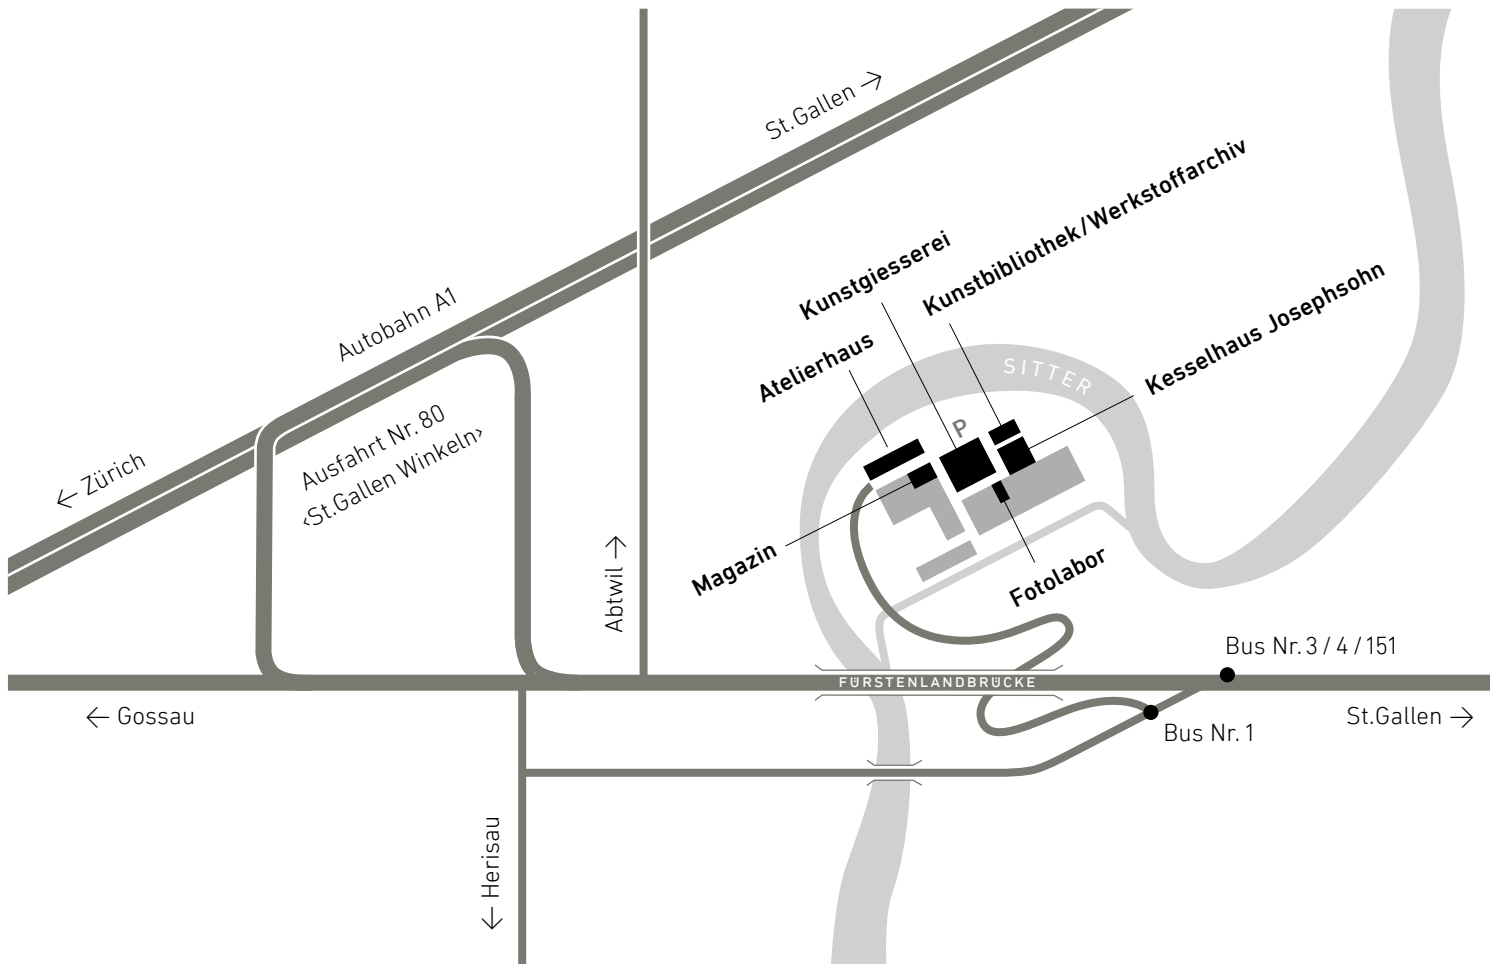 St.Gallen →
Kunstbibliothek/Werkstoffarchiv
Kunstgiesserei
Kesselhaus Josephsohn
Autobahn A1
Atelierhaus
SITTER
P
Ausfahrt Nr. 80
‹St.Gallen Winkeln›
← Zürich
Magazin
Fotolabor
Abtwil →
Bus Nr. 3 / 4 / 151
FÜRSTENLANDBRÜCKE
← Gossau
St.Gallen →
Bus Nr. 1
← Herisau